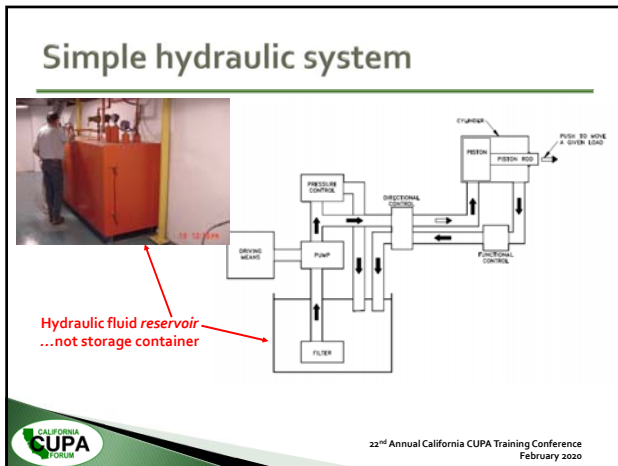 Simple hydraulic system
CYLINDER
PUSH TO MOVE
A GIVEN LOAD
PISTON
PISTON ROD
PRESSURE
CONTROL
DIRECTIONAL
CONTROL
DRIVING
MEANS
PUMP
FUNCTIONAL
CONTROL
FILTER
Hydraulic fluid reservoir
...not storage container
CALIFORNIA
CUPA
FORUM
22nd Annual California CUPA Training Conference
February 2020